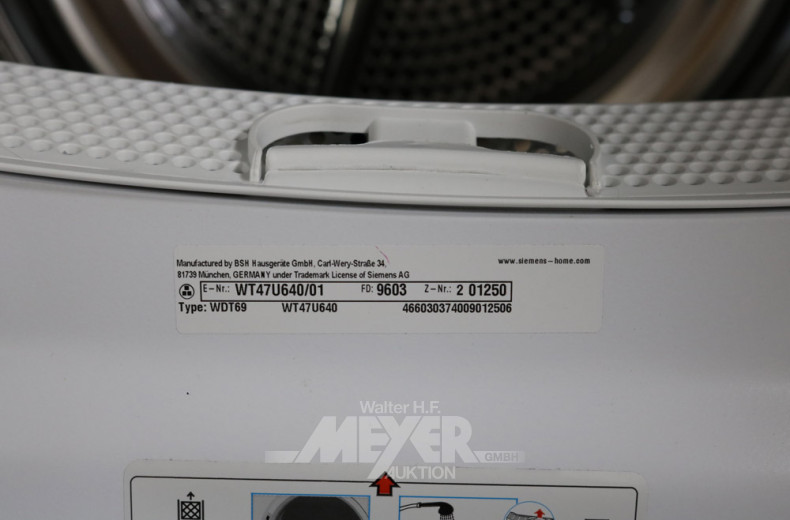 Manufactured by BSH Hausgeräte GmbH, Carl-Wery-Straße 34,
81739 München, GERMANY under Trademark License of Siemens AG
www.siemens-home.com
E-Nr.: WT47U640/01 FD: 9603 Z-Nr.: 2 01250
Type: WDT69 WT47U640 466030374009012506
Walter H.F.
MEYER GMBH
AUKTION